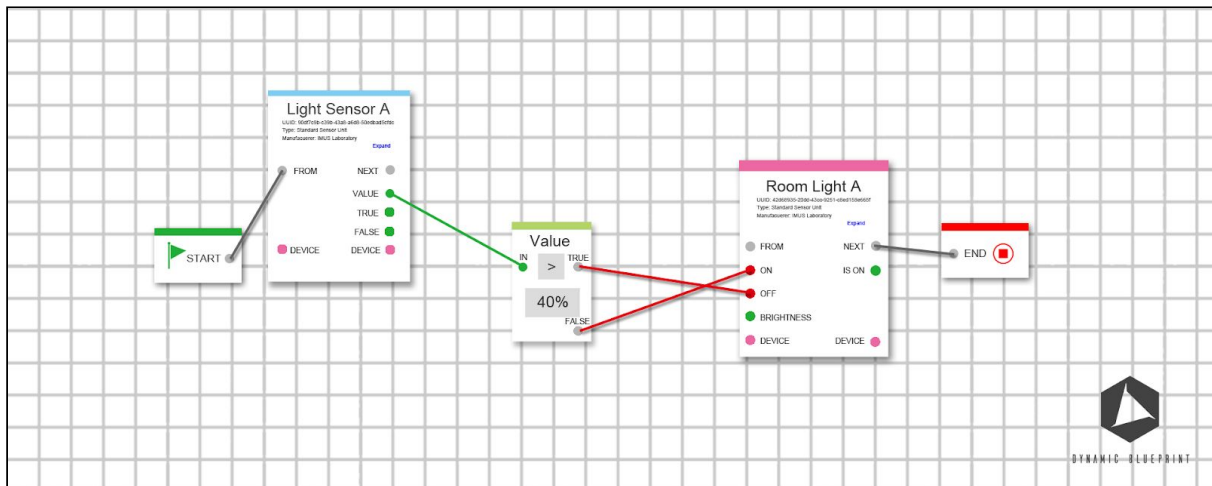 START
Light Sensor A
Type: Standard Sensor Unit
Manufasuerer: IMUS Laboratory
Expand
FROM
NEXT
VALUE
TRUE
FALSE
DEVICE
DEVICE
Value
IN
>
TRUE
40%
FALSE
Room Light A
Type: Standard Sensor Unit
Manufasuerer: IMUS Laboratory
Expand
FROM
NEXT
ON
IS ON
OFF
BRIGHTNESS
DEVICE
DEVICE
END
DYNAMIC BLUEPRINT